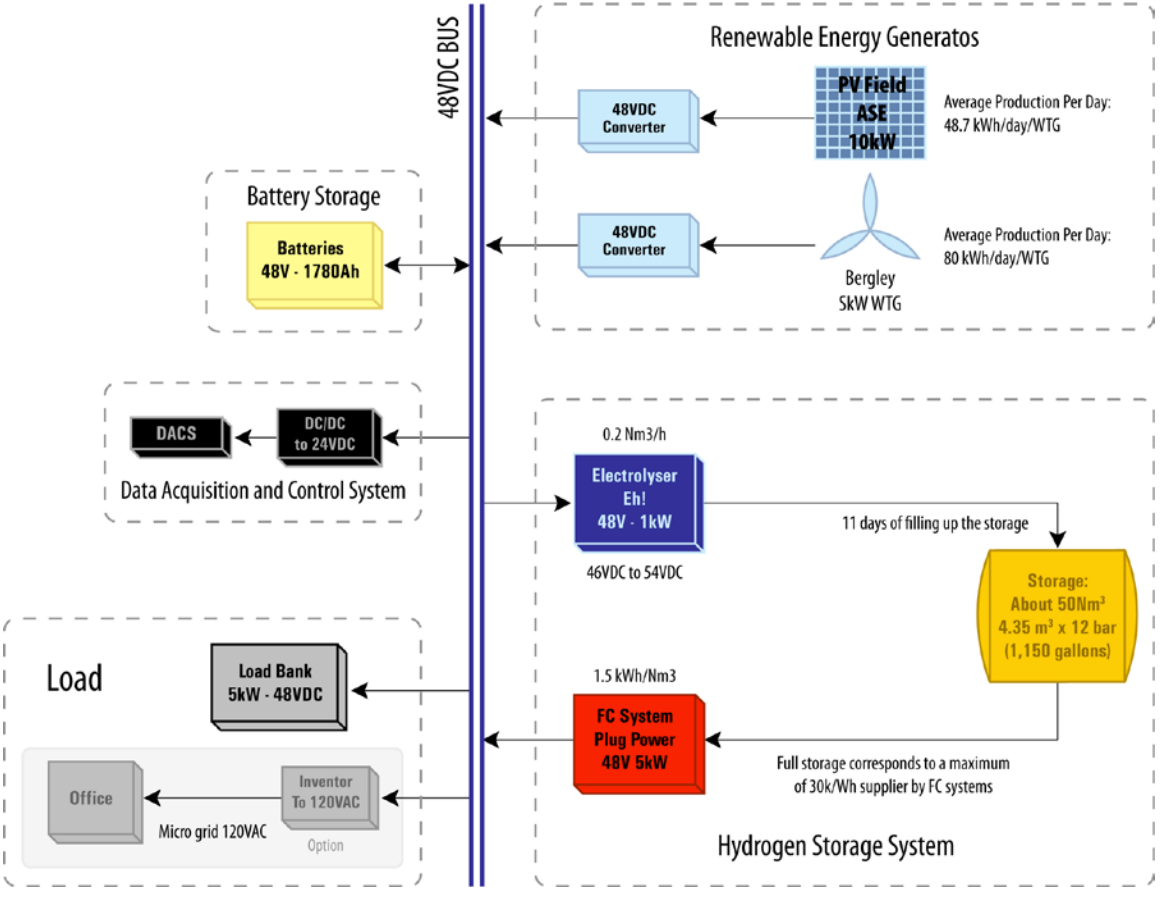 48VDC BUS
Renewable Energy Generatos
PV Field
ASE
10kW
48VDC
Converter
Average Production Per Day:
48.7 kWh/day/WTG
48VDC
Converter
Average Production Per Day:
80 kWh/day/WTG
Bergley
SkW WTG
Battery Storage
Batteries
48V - 1780Ah
DACS
DC/DC
to 24VDC
Data Acquisition and Control System
0.2 Nm3/h
Electrolyser
Eh!
48V - 1kW
46VDC to 54VDC
11 days of filling up the storage
Storage:
About 50Nm³
4.35 m³ x 12 bar
(1,150 gallons)
1.5 kWh/Nm3
FC System
Plug Power
48V 5kW
Full storage corresponds to a maximum
of 30k/Wh supplier by FC systems
Hydrogen Storage System
Load
Load Bank
5kW - 48VDC
Office
Micro grid 120VAC
Inventor
To 120VAC
Option